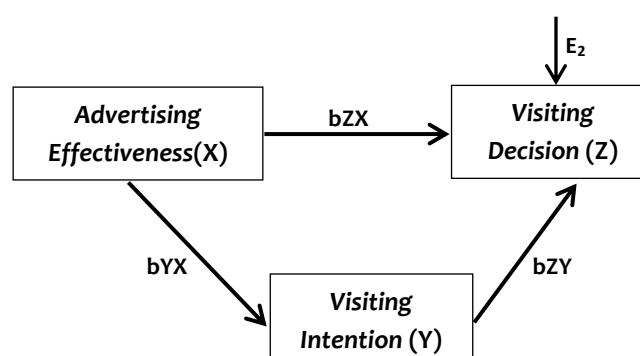 E₂
Advertising
Effectiveness(X)
bZX
Visiting
Decision (Z)
bYX
bZY
Visiting
Intention (Y)